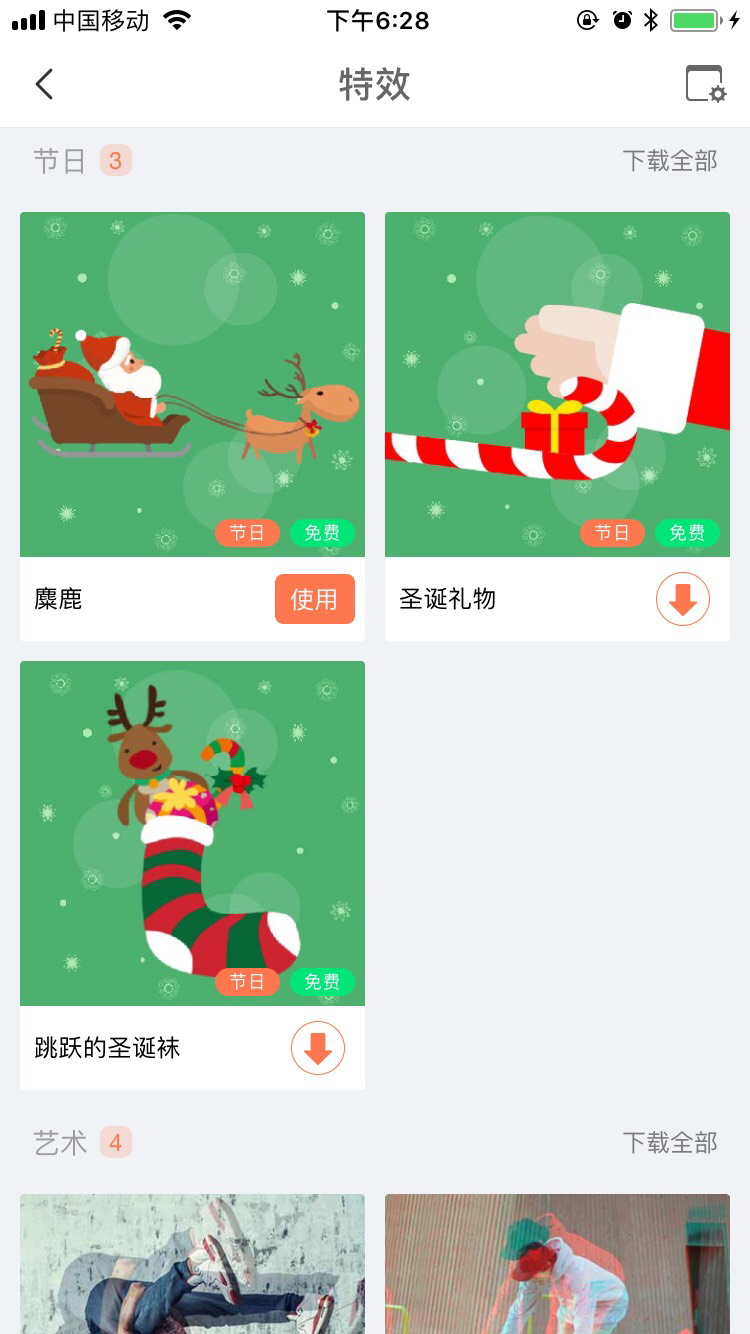 中国移动 下午6:28
特效
节日 3 下载全部
节日 免费
节日 免费
麋鹿 使用
圣诞礼物
节日 免费
跳跃的圣诞袜
艺术 4 下载全部